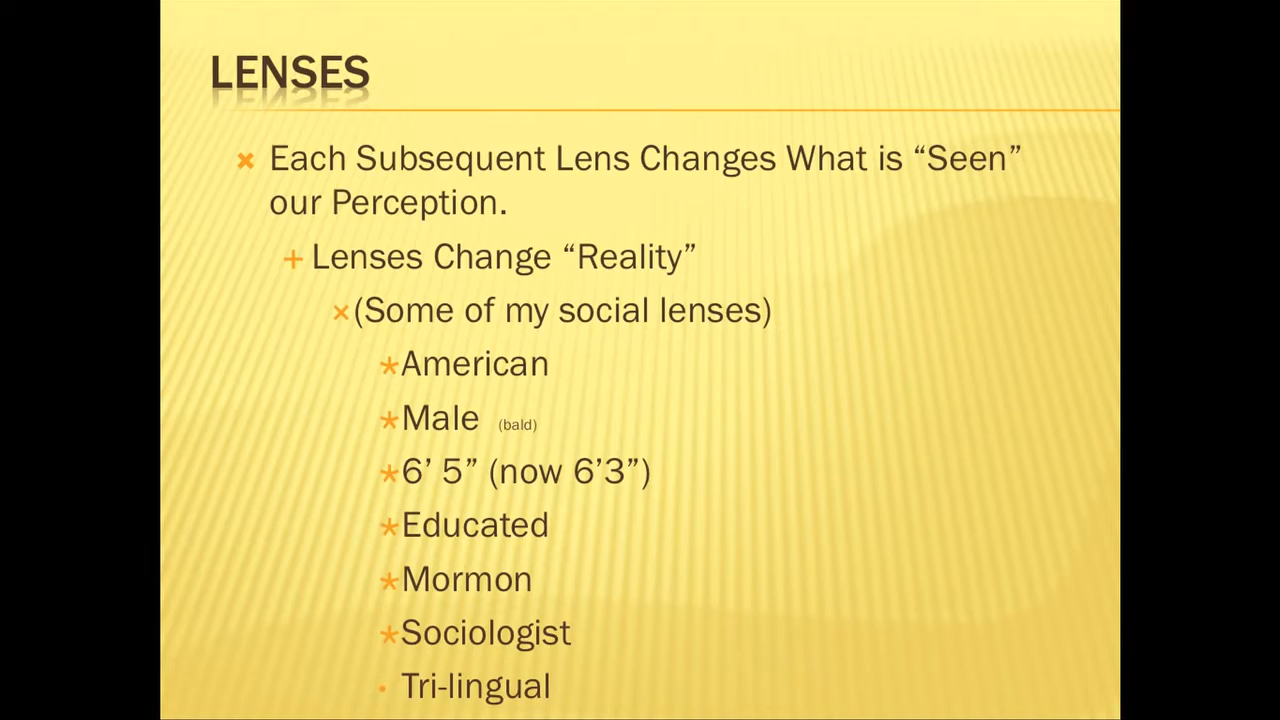 LENSES
Each Subsequent Lens Changes What is “Seen”
our Perception.
Lenses Change “Reality”
(Some of my social lenses)
American
Male (bald)
6’ 5” (now 6’3”)
Educated
Mormon
Sociologist
Tri-lingual